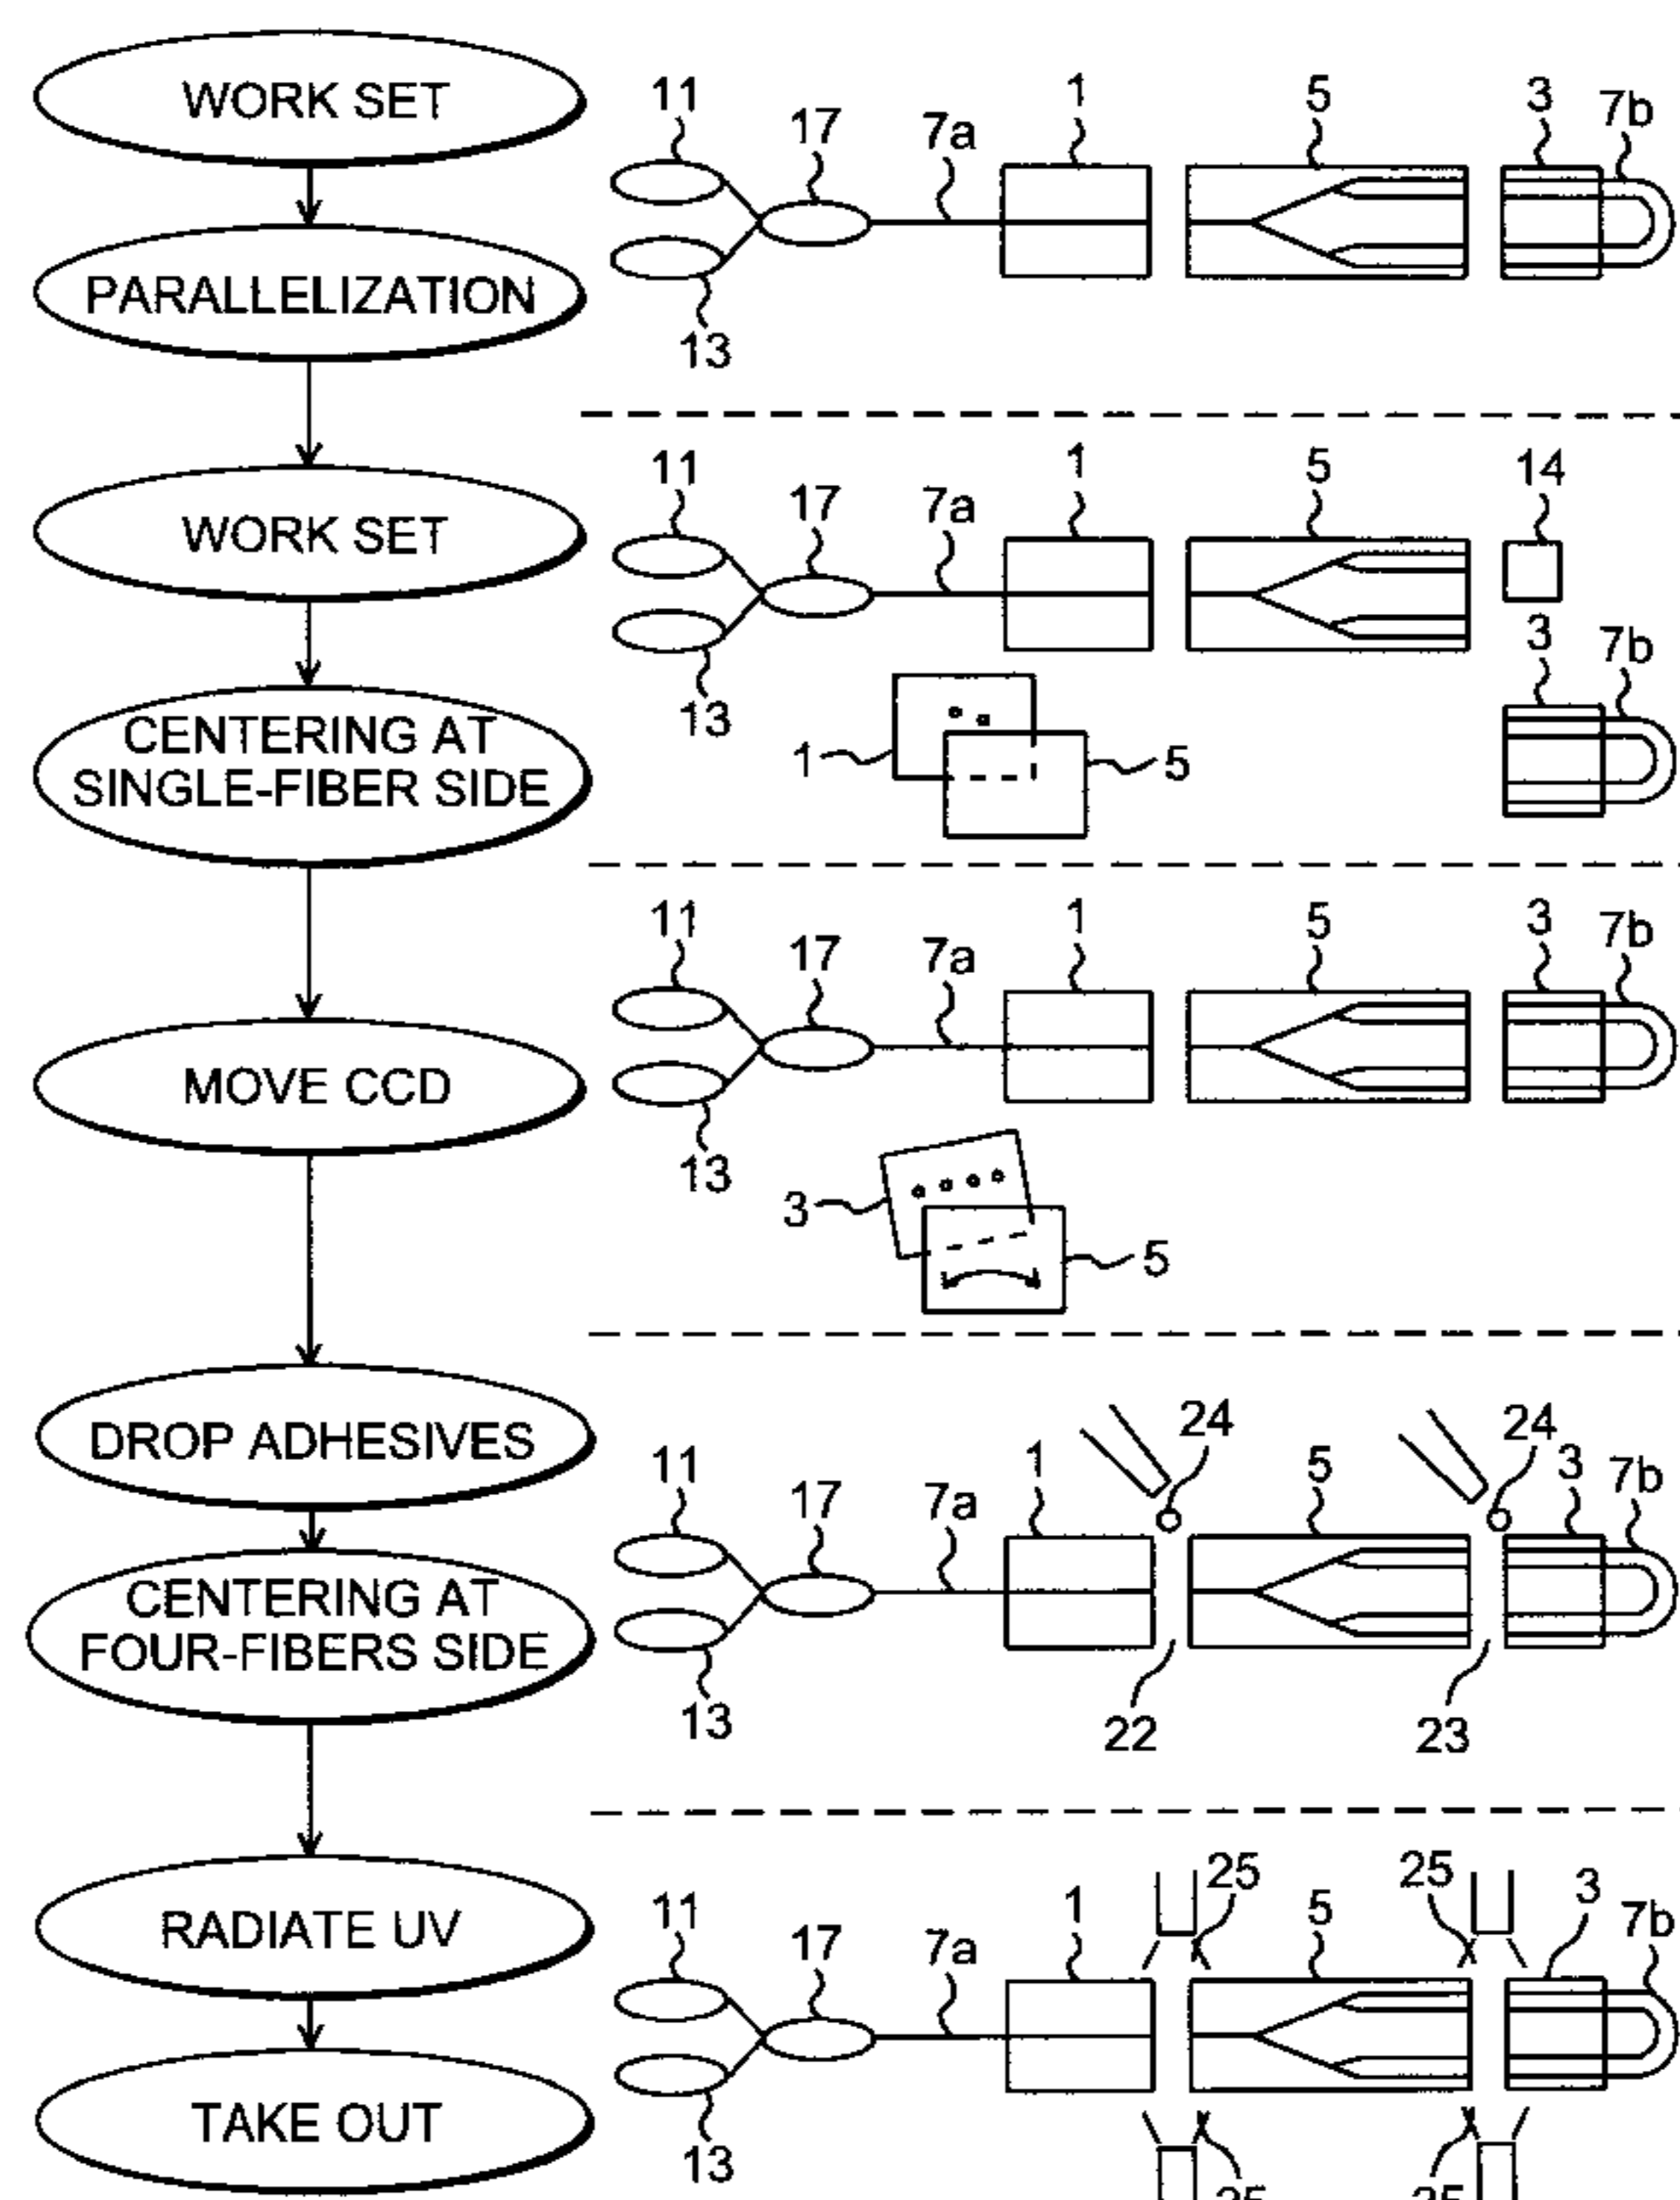 WORK SET
PARALLELIZATION
11
17
7a
1
5
3
7b
13
WORK SET
CENTERING AT
SINGLE-FIBER SIDE
11
17
7a
1
5
14
13
3
7b
1
5
MOVE CCD
11
17
7a
1
5
3
7b
13
3
5
DROP ADHESIVES
CENTERING AT
FOUR-FIBERS SIDE
11
17
7a
1
24
5
24
3
7b
13
22
23
RADIATE UV
TAKE OUT
11
17
7a
1
25
5
25
3
7b
13
25
25